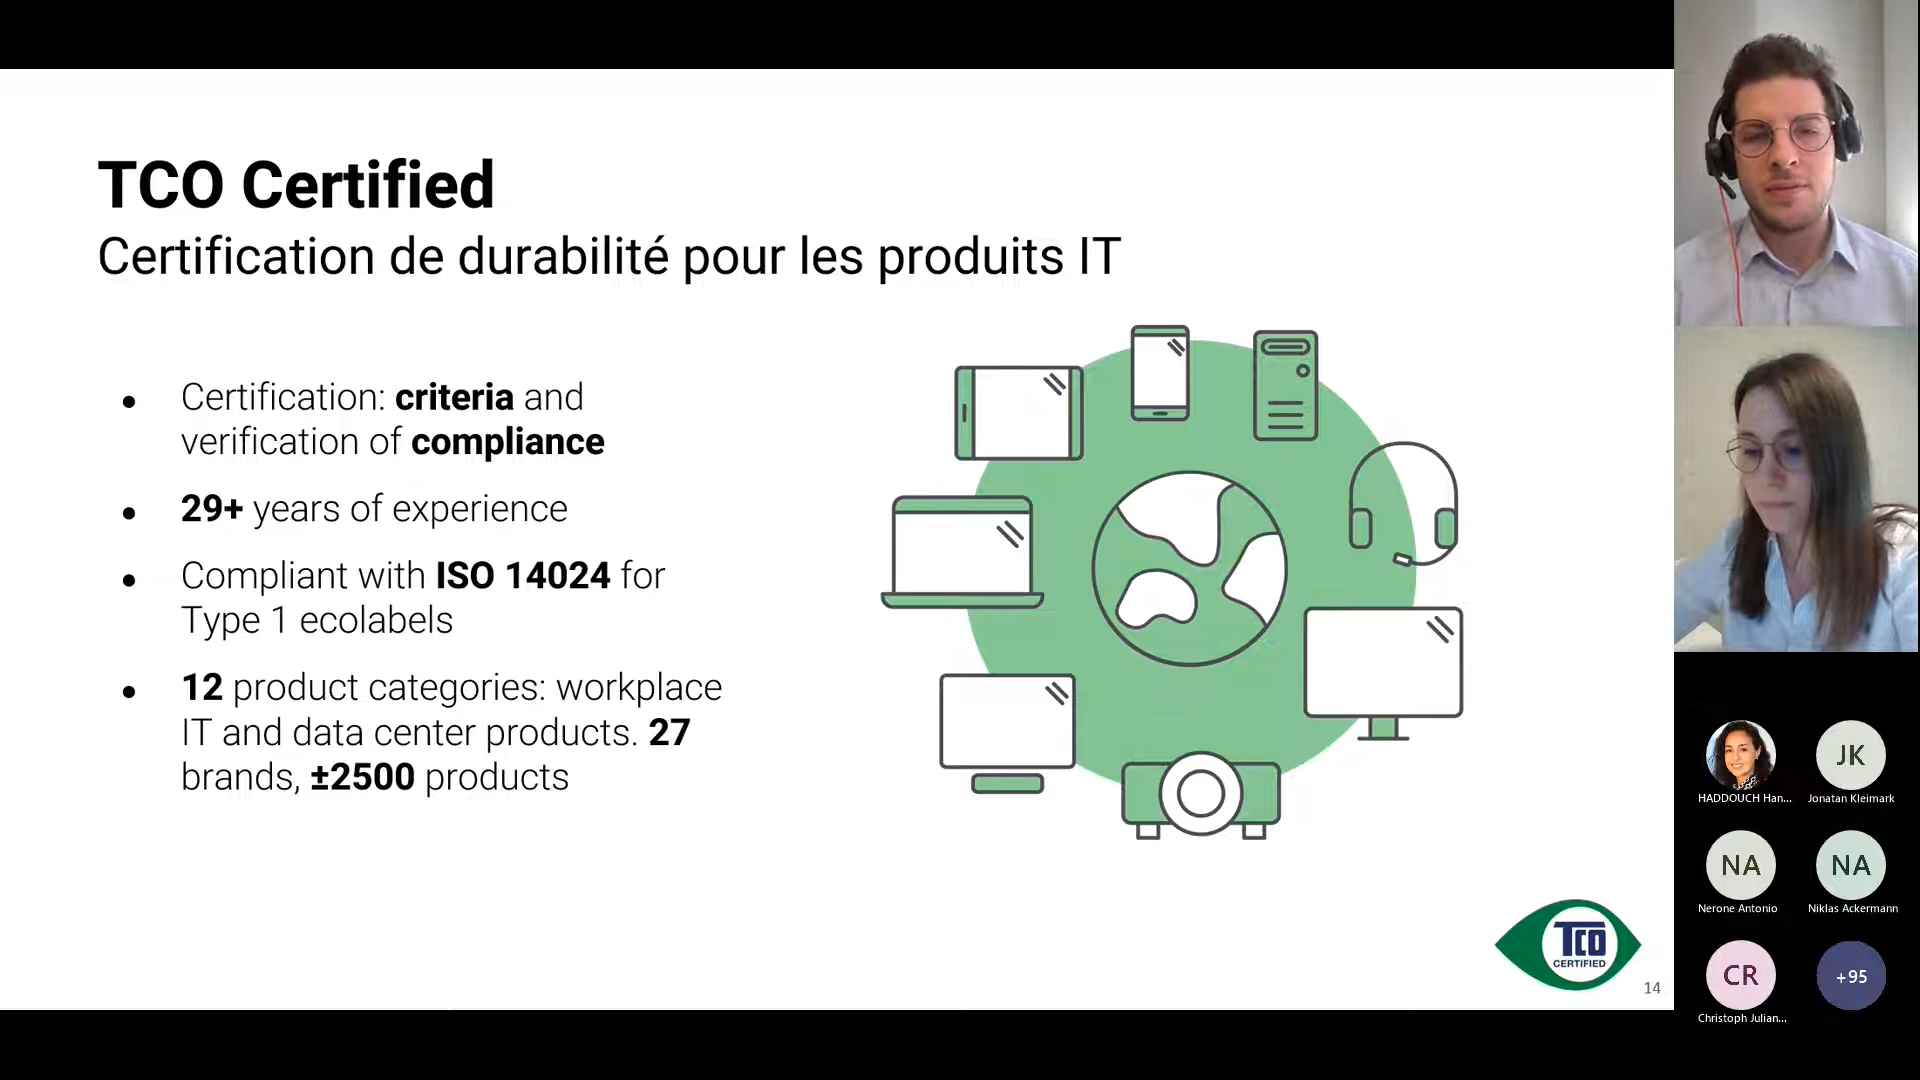 TCO Certified
Certification de durabilité pour les produits IT
● Certification: criteria and
verification of compliance
● 29+ years of experience
● Compliant with ISO 14024 for
Type 1 ecolabels
● 12 product categories: workplace
IT and data center products. 27
brands, ±2500 products
TCO
CERTIFIED
14
HADDOUCH Han...
JK
Jonatan Kleimark
NA
Nerone Antonio
NA
Niklas Ackermann
CR
Christoph Julian...
+95